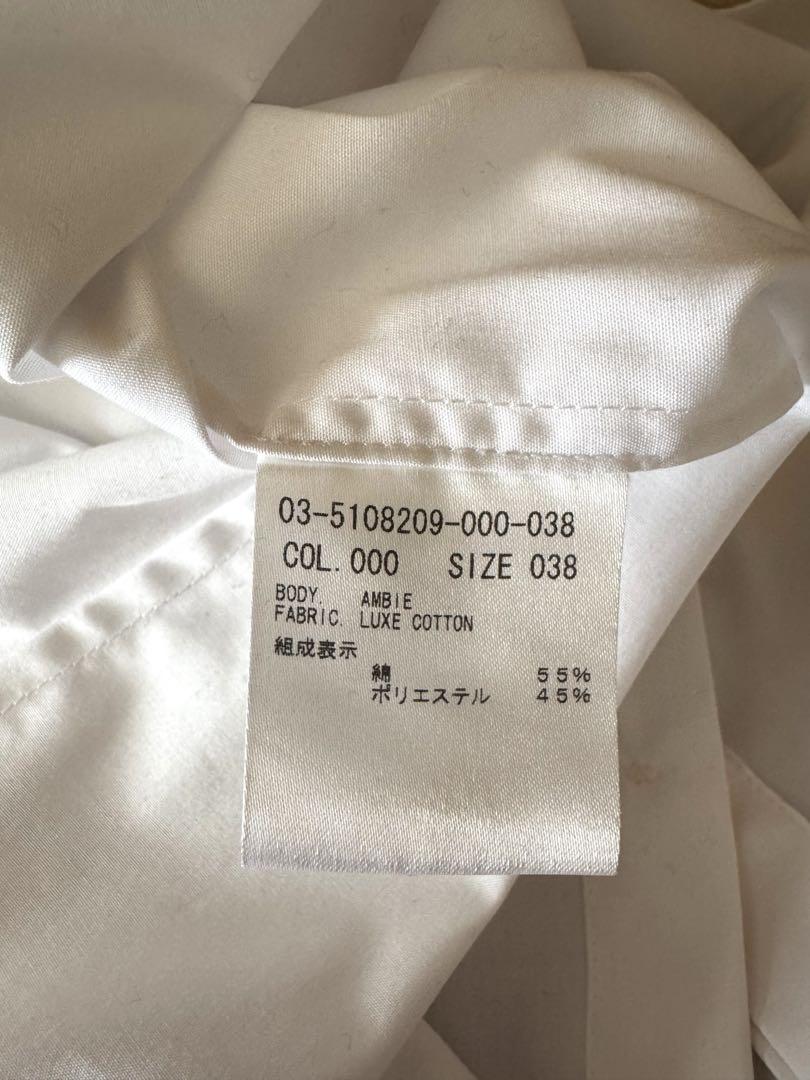 03-5108209-000-038
COL. 000 SIZE 038
BODY. AMBIE
FABRIC. LUXE COTTON
組成表示
綿 55%
ポリエステル 45%